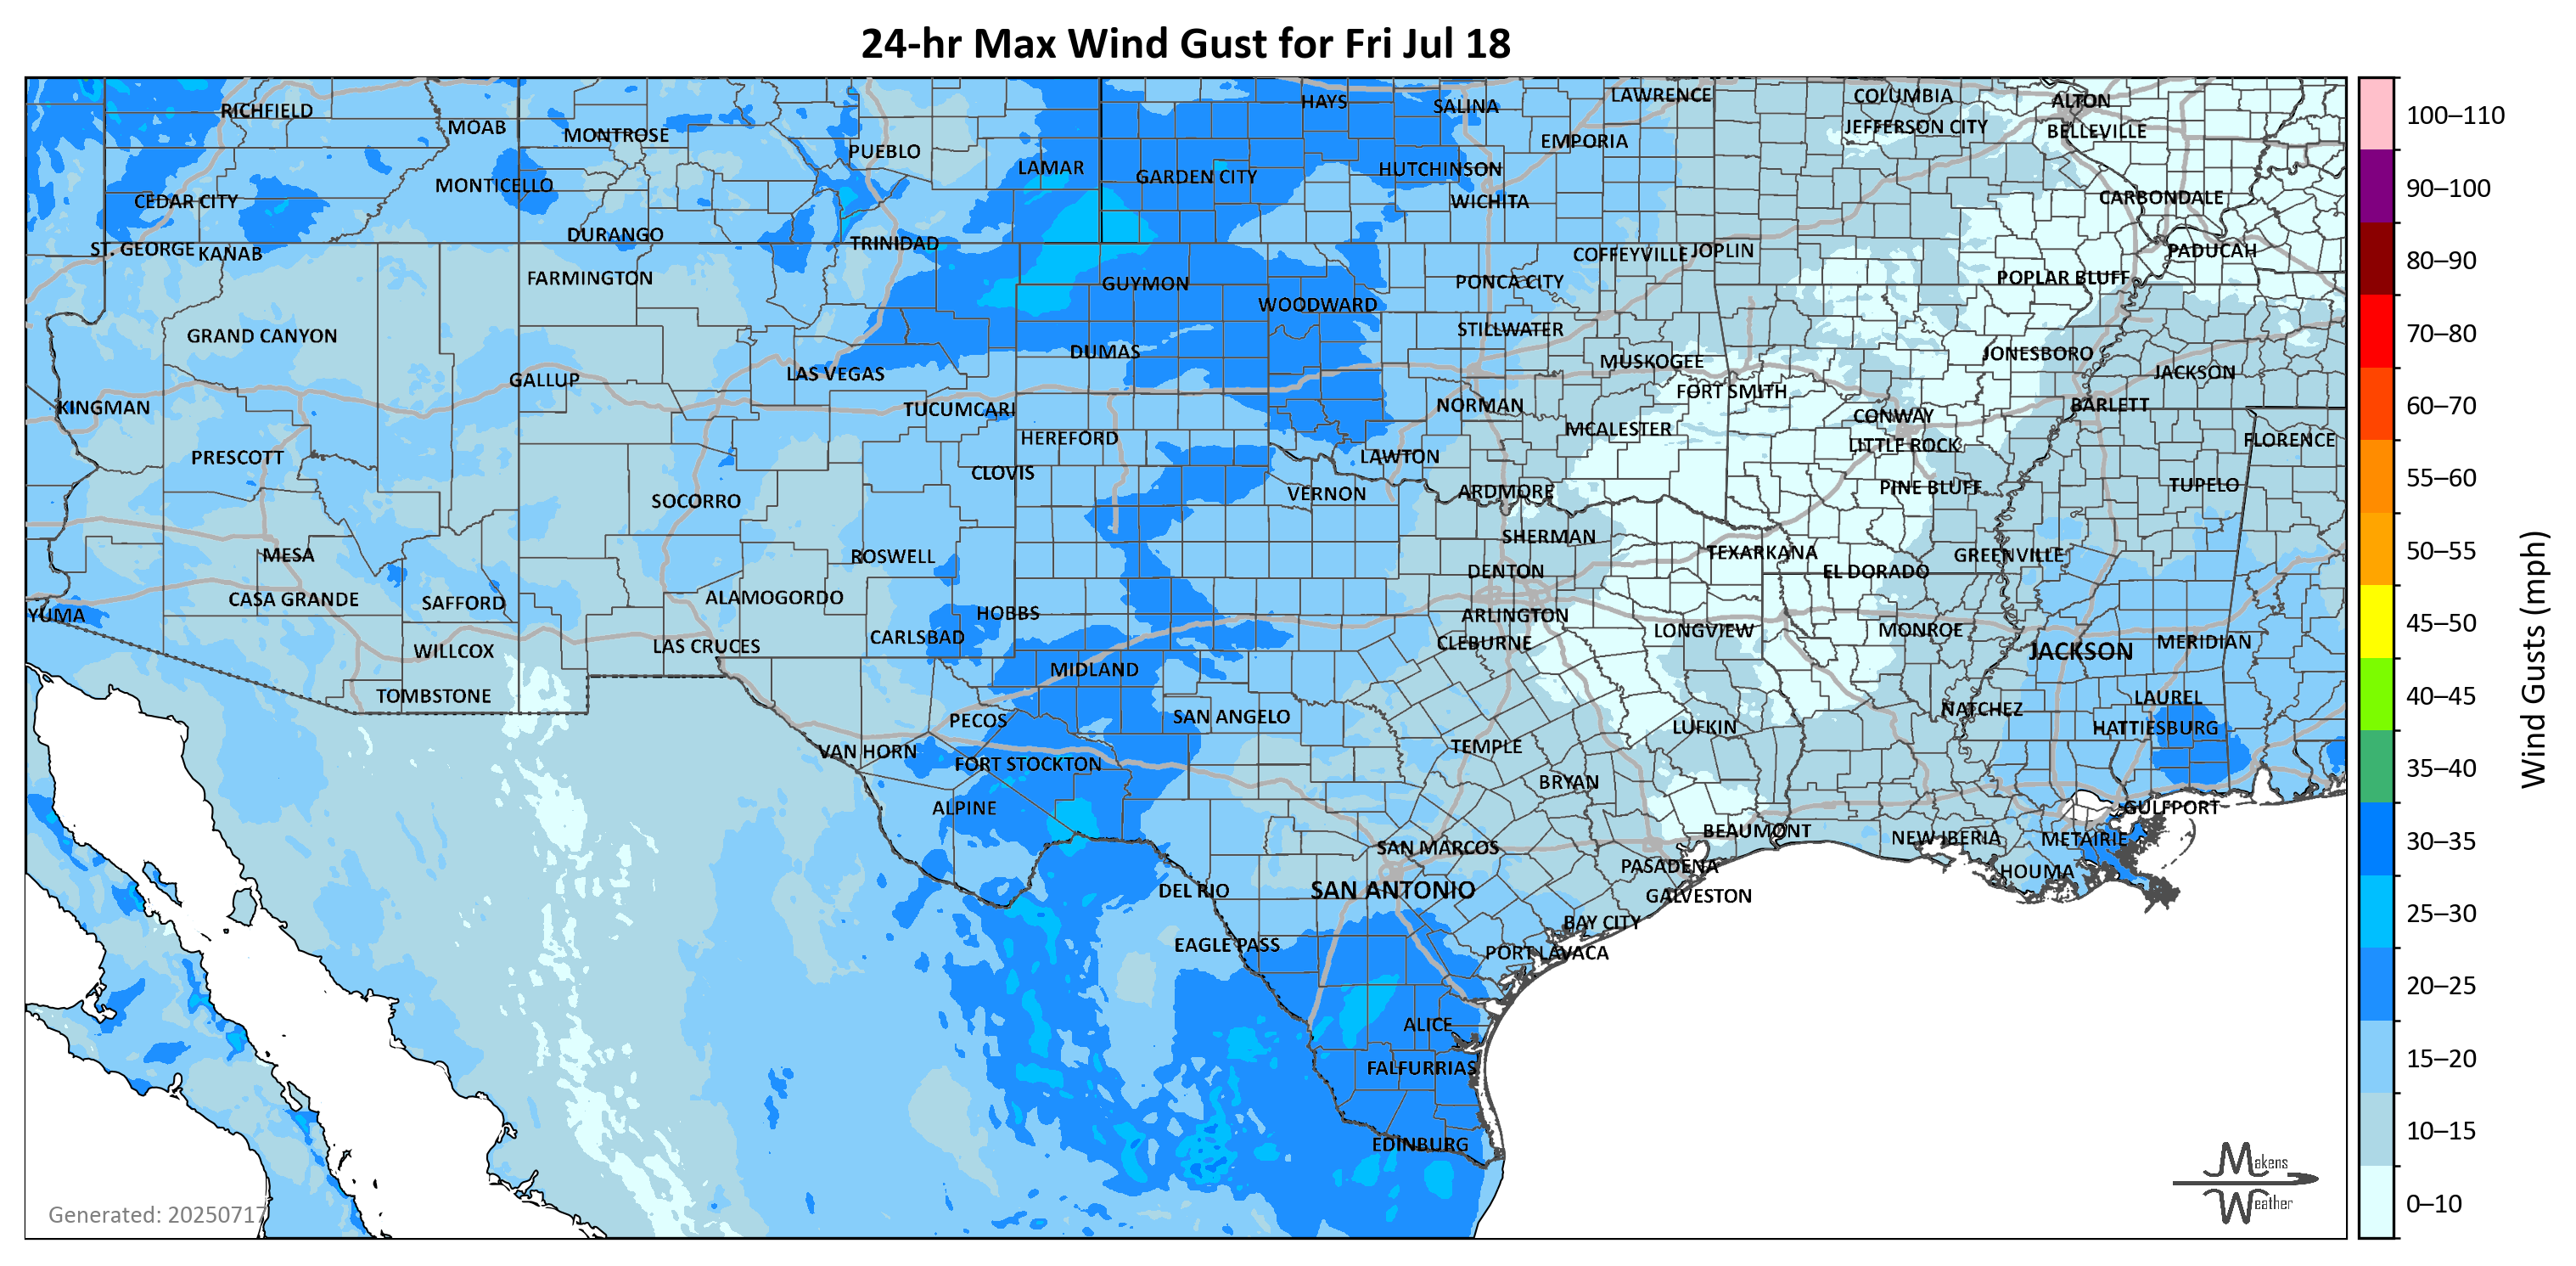 24-hr Max Wind Gust for Fri Jul 18
RICHFIELD
MOAB
MONTROSE
PUEBLO
LAMAR
HAYS
SALINA
LAWRENCE
COLUMBIA
ALTON
EMPORIA
JEFFERSON CITY
BELLEVILLE
CEDAR CITY
MONTICELLO
GARDEN CITY
HUTCHINSON
WICHITA
CARBONDALE
ST. GEORGE
KANAB
DURANGO
TRINIDAD
COFFEYVILLE
JOPLIN
PADUCAH
FARMINGTON
GUYMON
WOODWARD
PONCA CITY
POPLAR BLUFF
GRAND CANYON
DUMAS
STILLWATER
MUSKOGEE
JONESBORO
JACKSON
KINGMAN
GALLUP
LAS VEGAS
TUCUMCARI
NORMAN
FORT SMITH
CONWAY
BARLETT
HEREFORD
MCALESTER
LITTLE ROCK
FLORENCE
PRESCOTT
SOCORRO
CLOVIS
VERNON
LAWTON
ARDMORE
PINE BLUFF
TUPELO
MESA
ROSWELL
SHERMAN
TEXARKANA
GREENVILLE
DENTON
EL DORADO
YUMA
CASA GRANDE
SAFFORD
ALAMOGORDO
HOBBS
ARLINGTON
WILLCOX
LAS CRUCES
CARLSBAD
CLEBURNE
LONGVIEW
MONROE
JACKSON
MERIDIAN
TOMBSTONE
MIDLAND
LAUREL
PECOS
SAN ANGELO
NATCHEZ
HATTIESBURG
VAN HORN
FORT STOCKTON
TEMPLE
LUFKIN
BRYAN
ALPINE
GULFPORT
SAN MARCOS
BEAUMONT
NEW IBERIA
METAIRIE
DEL RIO
SAN ANTONIO
PASADENA
HOUMA
GALVESTON
EAGLE PASS
BAY CITY
PORT LAVACA
ALICE
FALFURRIAS
EDINBURG
Generated: 20250717
Makens
Weather
100–110
90–100
80–90
70–80
60–70
55–60
50–55
45–50
40–45
35–40
30–35
25–30
20–25
15–20
10–15
0–10
Wind Gusts (mph)